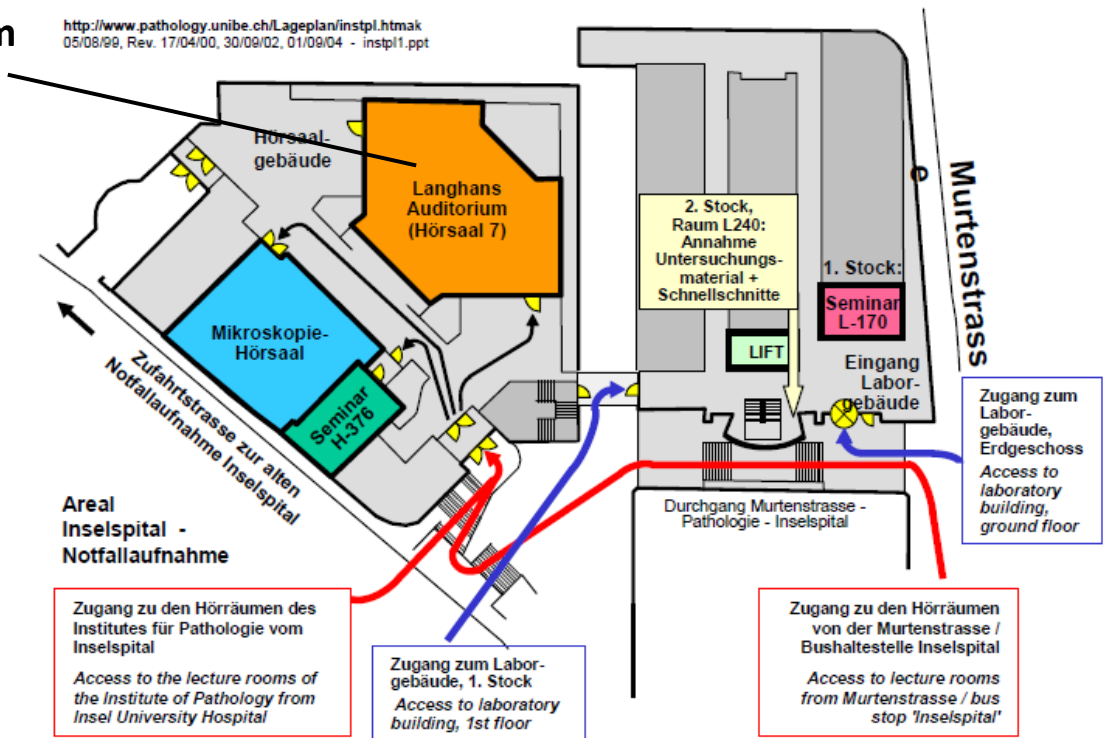 http://www.pathology.unibe.ch/Lageplan/instpl.htmak
05/08/99, Rev. 17/04/00, 30/09/02, 01/09/04 - instpl1.ppt
Hörsaal-
gebäude
Langhans
Auditorium
(Hörsaal 7)
Mikroskopie-
Hörsaal
Seminar
H-376
Zufahrtstrasse zur alten
Notfallaufnahme Inselspital
Areal
Inselspital -
Notfallaufnahme
2. Stock,
Raum L240:
Annahme
Untersuchungs-
material +
Schnellschnitte
1. Stock:
Seminar
L-170
LIFT
Eingang
Labor-
gebäude
Murtenstrass
e
Durchgang Murtenstrasse -
Pathologie - Inselspital
Zugang zum
Labor-
gebäude,
Erdgeschoss
Access to
laboratory
building,
ground floor
Zugang zu den Hörräumen des
Institutes für Pathologie vom
Inselspital
Access to the lecture rooms of
the Institute of Pathology from
Insel University Hospital
Zugang zum Labor-
gebäude, 1. Stock
Access to laboratory
building, 1st floor
Zugang zu den Hörräumen
von der Murtenstrasse /
Bushaltestelle Inselspital
Access to lecture rooms
from Murtenstrasse / bus
stop 'Inselspital'